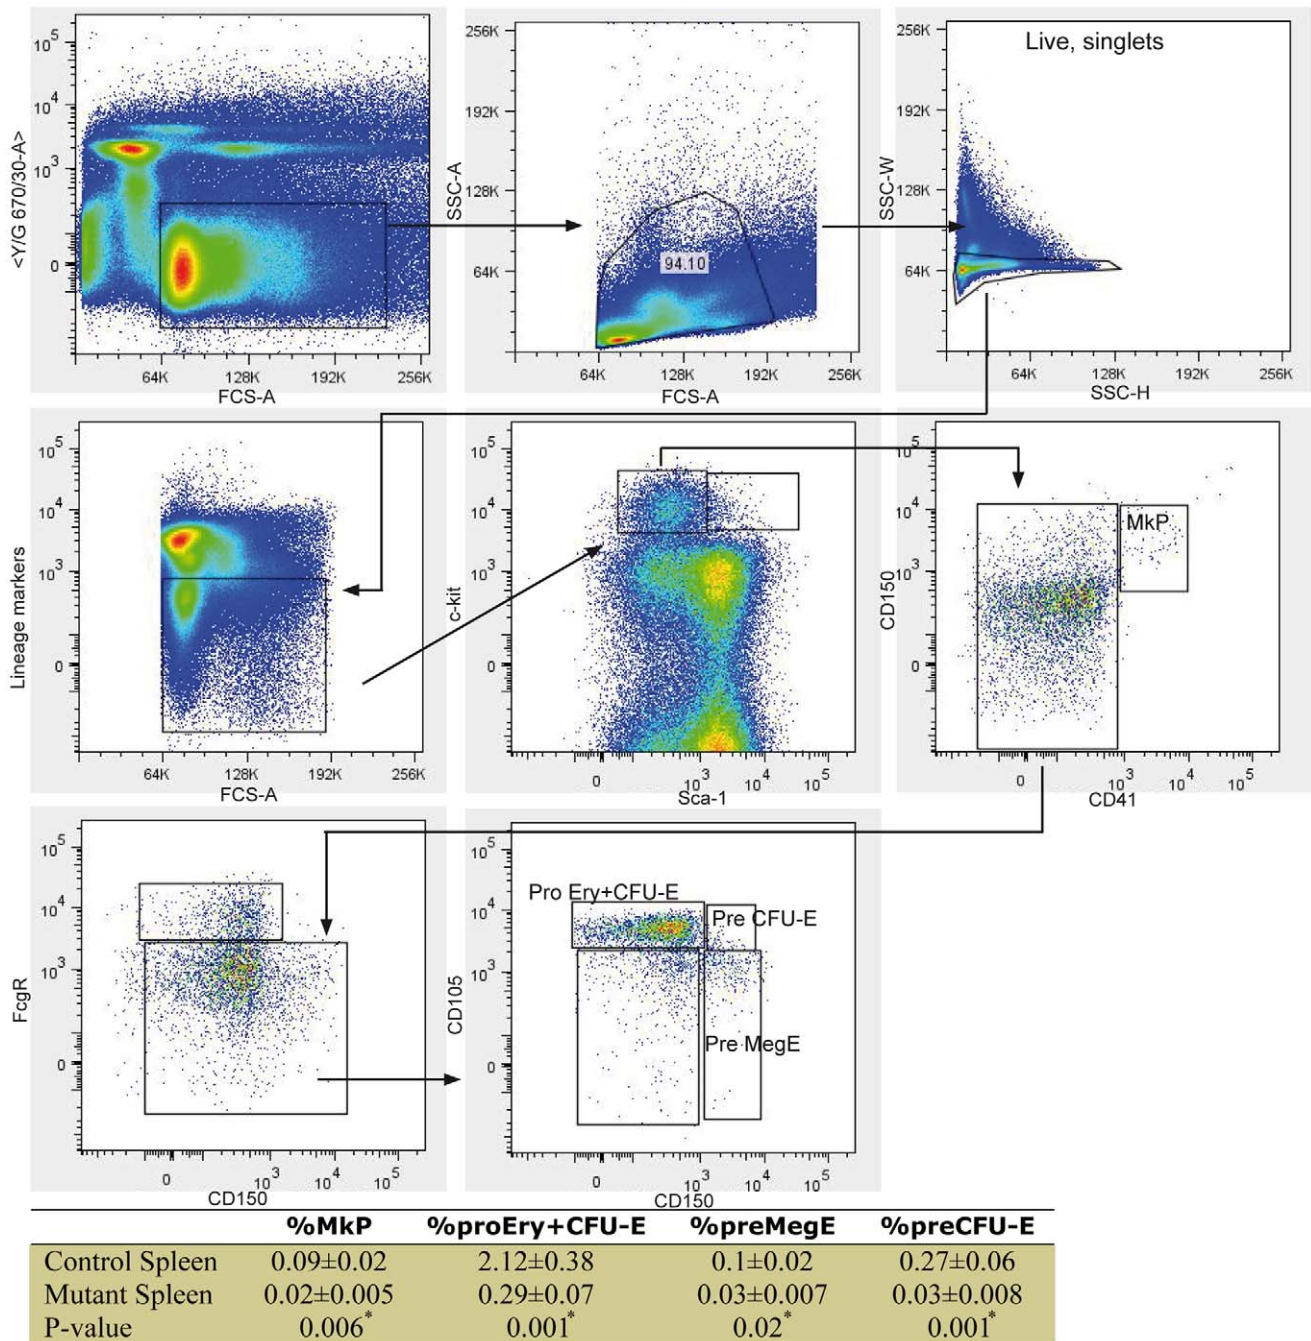 10^5
10^4
10^3
0
<Y/G 670/30-A>
64K 128K 192K 256K
FCS-A
256K
192K
128K
64K
SSC-A
94.10
64K 128K 192K 256K
FCS-A
Live, singlets
256K
192K
128K
64K
SSC-W
64K 128K 192K 256K
SSC-H
10^5
10^4
10^3
0
Lineage markers
64K 128K 192K 256K
FCS-A
10^5
10^4
10^3
0
c-kit
0 10^3 10^4 10^5
Sca-1
10^5
10^4
10^3
0
CD150
MkP
0 10^3 10^4 10^5
CD41
10^5
10^4
10^3
0
FcgR
0 10^3 10^4 10^5
CD150
10^5
10^4
10^3
0
CD105
Pro Ery+CFU-E
Pre CFU-E
Pre MegE
0 10^3 10^4 10^5
CD150
%MkP %proEry+CFU-E %preMegE %preCFU-E
Control Spleen 0.09±0.02 2.12±0.38 0.1±0.02 0.27±0.06
Mutant Spleen 0.02±0.005 0.29±0.07 0.03±0.007 0.03±0.008
P-value 0.006* 0.001* 0.02* 0.001*